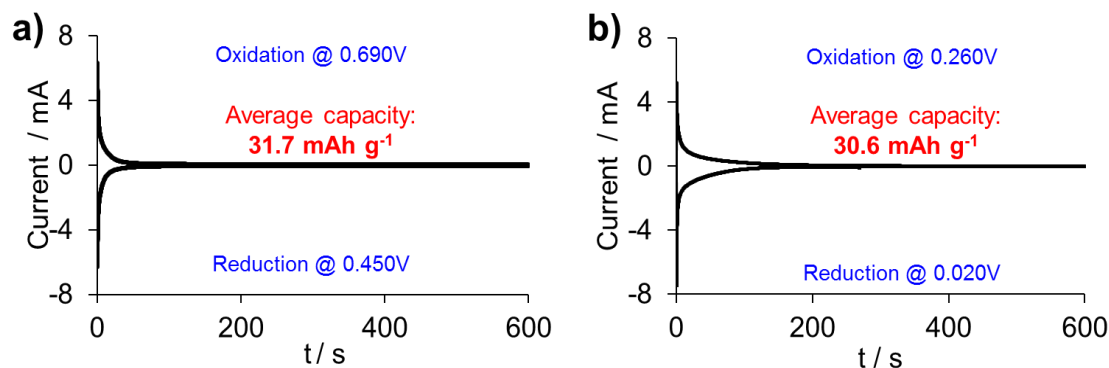 a)
Current / mA
8
4
0
-4
-8
Oxidation @ 0.690V
Average capacity:
31.7 mAh g⁻¹
Reduction @ 0.450V
0 200 400 600
t / s
b)
Current / mA
8
4
0
-4
-8
Oxidation @ 0.260V
Average capacity:
30.6 mAh g⁻¹
Reduction @ 0.020V
0 200 400 600
t / s